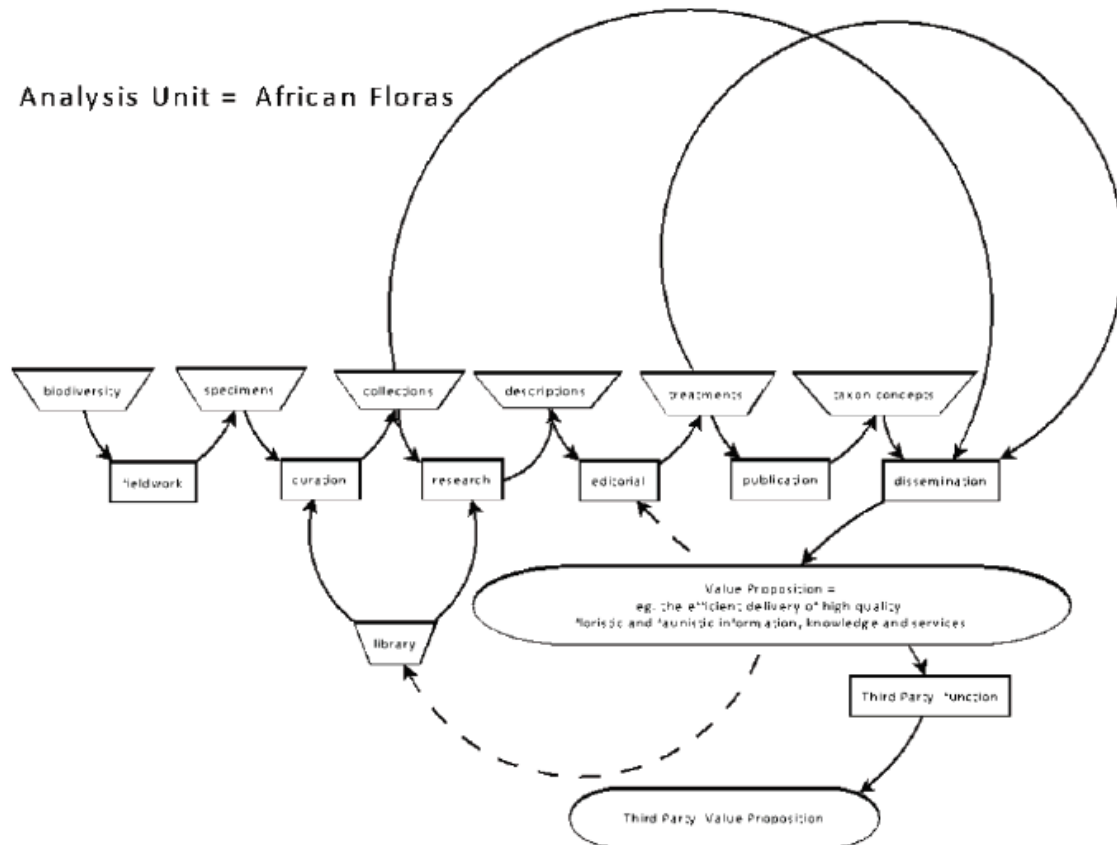 Analysis Unit = African Floras
biodiversity
specimens
collections
descriptions
treatments
taxon concepts
fieldwork
curation
research
editorial
publication
dissemination
Value Proposition =
eg. the efficient delivery of high quality
floristic and faunistic information, knowledge and services
library
Third Party function
Third Party Value Proposition